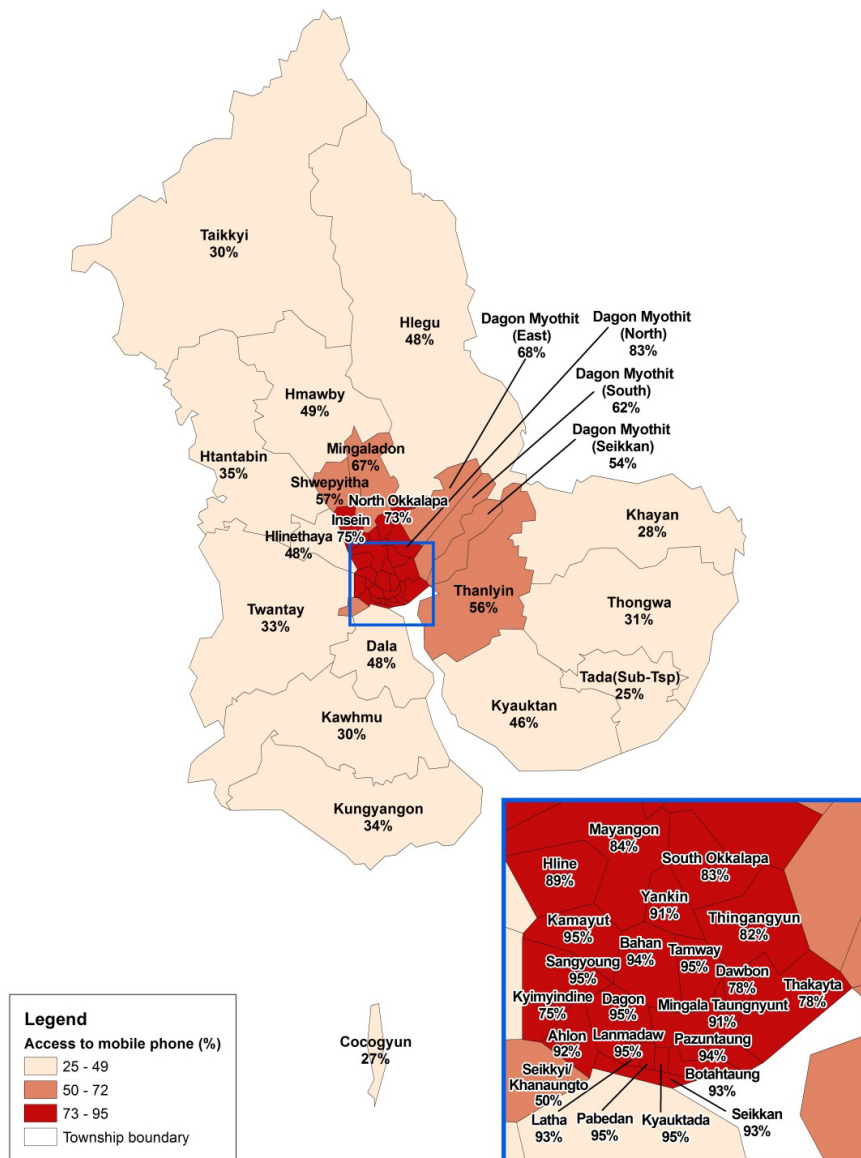 Taikkyi
30%
Hlegu
48%
Dagon Myothit
(East)
68%
Dagon Myothit
(North)
83%
Dagon Myothit
(South)
62%
Dagon Myothit
(Seikkan)
54%
Hmawby
49%
Htantabin
35%
Mingaladon
67%
Shwepyitha
57%
North Okkalapa
73%
Insein
75%
Hlinethaya
48%
Khayan
28%
Thanlyin
56%
Thongwa
31%
Twantay
33%
Dala
48%
Tada(Sub-Tsp)
25%
Kyauktan
46%
Kawhmu
30%
Kungyangon
34%
Cocogyun
27%
Mayangon
84%
South Okkalapa
83%
Hline
89%
Yankin
91%
Thingangyun
82%
Kamayut
95%
Bahan
94%
Tamway
95%
Sangyoung
95%
Dawbon
78%
Thakayta
78%
Kyimyindine
75%
Dagon
95%
Mingala Taungnyunt
91%
Ahlon
92%
Lanmadaw
95%
Pazuntaung
94%
Seikkyi/
Khanaungto
50%
Botahtaung
93%
Latha
93%
Pabedan
95%
Kyauktada
95%
Seikkan
93%
Legend
Access to mobile phone (%)
25 - 49
50 - 72
73 - 95
Township boundary